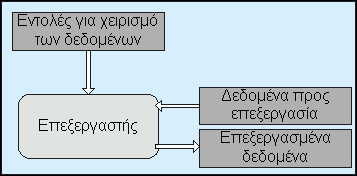 Εντολές για χειρισμό
των δεδομένων
Επεξεργαστής
Δεδομένα προς
επεξεργασία
Επεξεργασμένα
δεδομένα